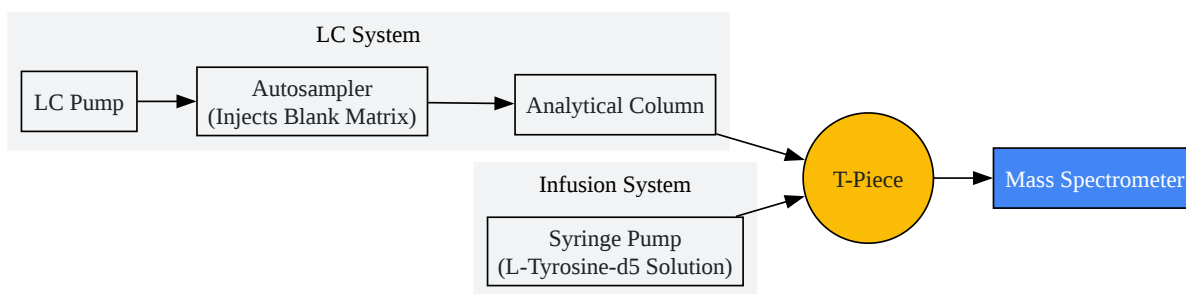 LC System
LC Pump
Autosampler
(Injects Blank Matrix)
Analytical Column
Infusion System
Syringe Pump
(L-Tyrosine-d5 Solution)
T-Piece
Mass Spectrometer